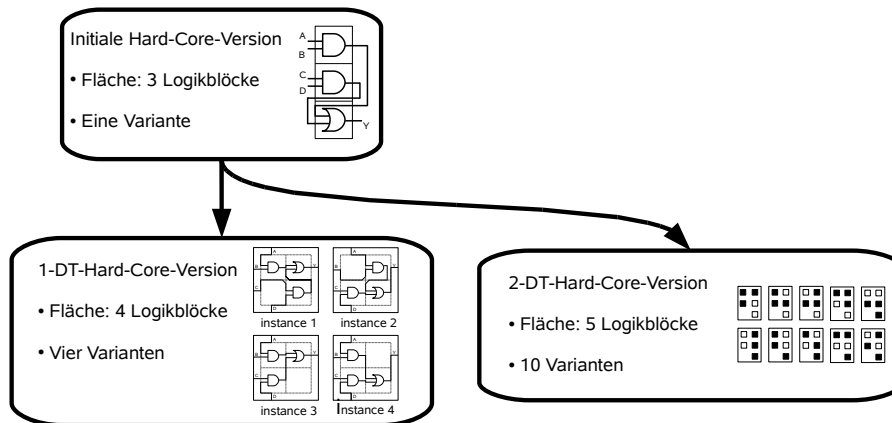 Initiale Hard-Core-Version
• Fläche: 3 Logikblöcke
• Eine Variante
A
B
C
D
Y
1-DT-Hard-Core-Version
• Fläche: 4 Logikblöcke
• Vier Varianten
A
B
C
D
Y
instance 1
A
B
C
D
Y
instance 2
A
B
C
D
Y
instance 3
A
B
C
D
Y
instance 4
2-DT-Hard-Core-Version
• Fläche: 5 Logikblöcke
• 10 Varianten